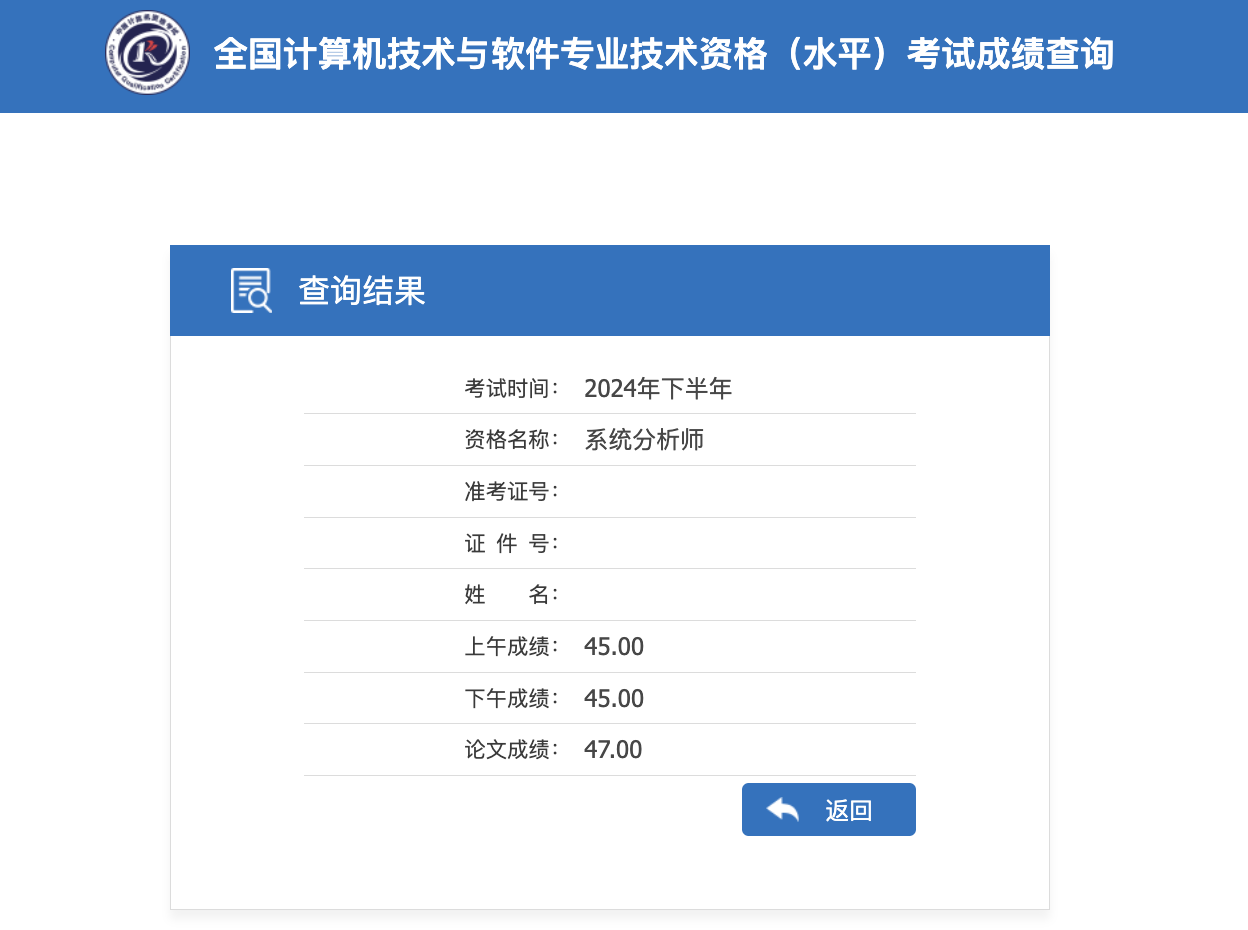 全国计算机技术与软件专业技术资格（水平）考试成绩查询
查询结果
考试时间： 2024年下半年
资格名称： 系统分析师
准考证号：
证 件 号：
姓 名：
上午成绩： 45.00
下午成绩： 45.00
论文成绩： 47.00
返回